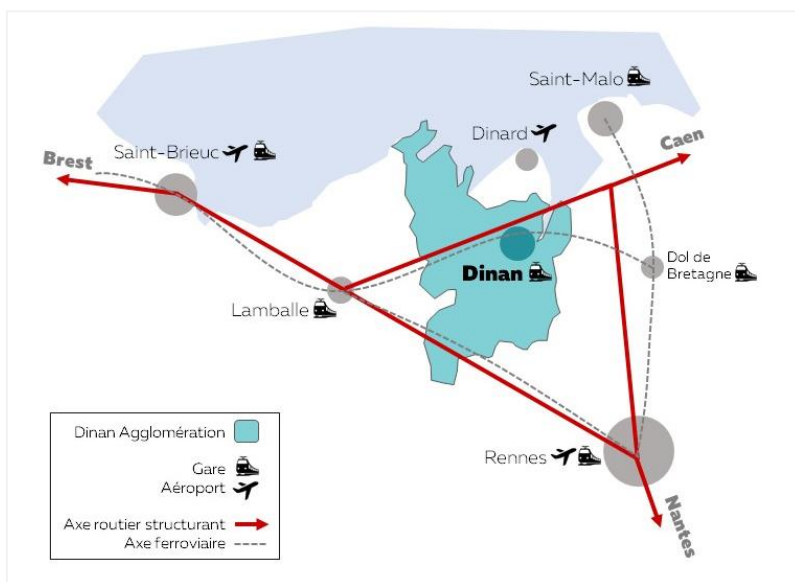 Saint-Malo
Dinard
Caen
Brest
Saint-Brieuc
Dinan
Dol de
Bretagne
Lamballe
Rennes
Nantes
Dinan Agglomération
Gare
Aéroport
Axe routier structurant
Axe ferroviaire